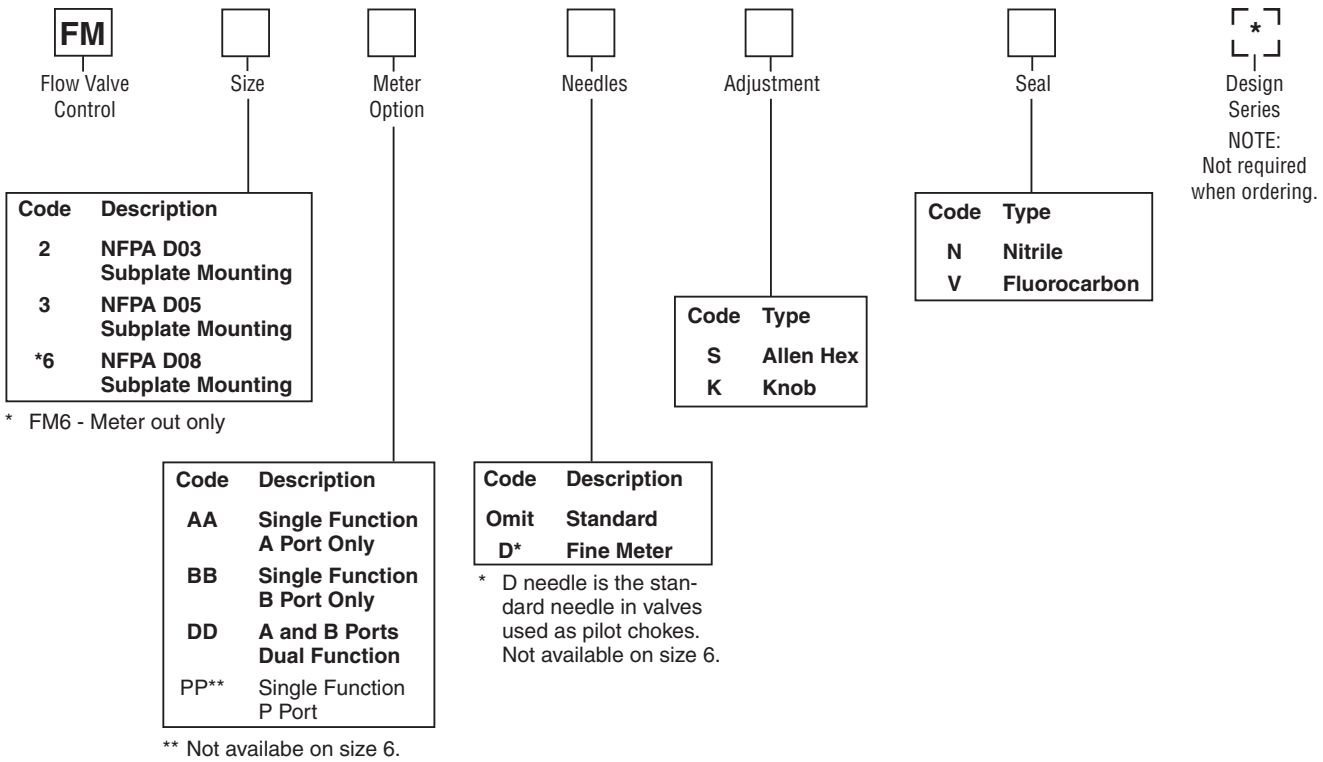 FM
*
Flow Valve
Control
Size
Meter
Option
Needles
Adjustment
Seal
Design
Series
NOTE:
Not required
when ordering.
Code Description
2 NFPA D03
Subplate Mounting
3 NFPA D05
Subplate Mounting
*6 NFPA D08
Subplate Mounting
* FM6 - Meter out only
Code Description
AA Single Function
A Port Only
BB Single Function
B Port Only
DD A and B Ports
Dual Function
PP** Single Function
P Port
** Not availabe on size 6.
Code Description
Omit Standard
D* Fine Meter
* D needle is the stan-
dard needle in valves
used as pilot chokes.
Not available on size 6.
Code Type
S Allen Hex
K Knob
Code Type
N Nitrile
V Fluorocarbon